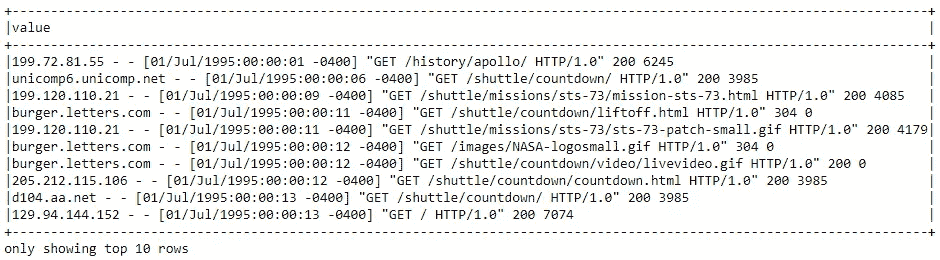 +--------------------------------------------------------------------------------------------------------------------------+
|value                                                                                                                     |
+--------------------------------------------------------------------------------------------------------------------------+
|199.72.81.55 - - [01/Jul/1995:00:00:01 -0400] "GET /history/apollo/ HTTP/1.0" 200 6245                                    |
|unicomp6.unicomp.net - - [01/Jul/1995:00:00:06 -0400] "GET /shuttle/countdown/ HTTP/1.0" 200 3985                         |
|199.120.110.21 - - [01/Jul/1995:00:00:09 -0400] "GET /shuttle/missions/sts-73/mission-sts-73.html HTTP/1.0" 200 4085      |
|burger.letters.com - - [01/Jul/1995:00:00:11 -0400] "GET /shuttle/countdown/liftoff.html HTTP/1.0" 304 0                  |
|199.120.110.21 - - [01/Jul/1995:00:00:11 -0400] "GET /shuttle/missions/sts-73/sts-73-patch-small.gif HTTP/1.0" 200 4179|
|burger.letters.com - - [01/Jul/1995:00:00:12 -0400] "GET /images/NASA-logosmall.gif HTTP/1.0" 304 0                       |
|burger.letters.com - - [01/Jul/1995:00:00:12 -0400] "GET /shuttle/countdown/video/livevideo.gif HTTP/1.0" 200 0           |
|205.212.115.106 - - [01/Jul/1995:00:00:12 -0400] "GET /shuttle/countdown/countdown.html HTTP/1.0" 200 3985                |
|d104.aa.net - - [01/Jul/1995:00:00:13 -0400] "GET /shuttle/countdown/ HTTP/1.0" 200 3985                                  |
|129.94.144.152 - - [01/Jul/1995:00:00:13 -0400] "GET / HTTP/1.0" 200 7074                                                 |
+--------------------------------------------------------------------------------------------------------------------------+
only showing top 10 rows